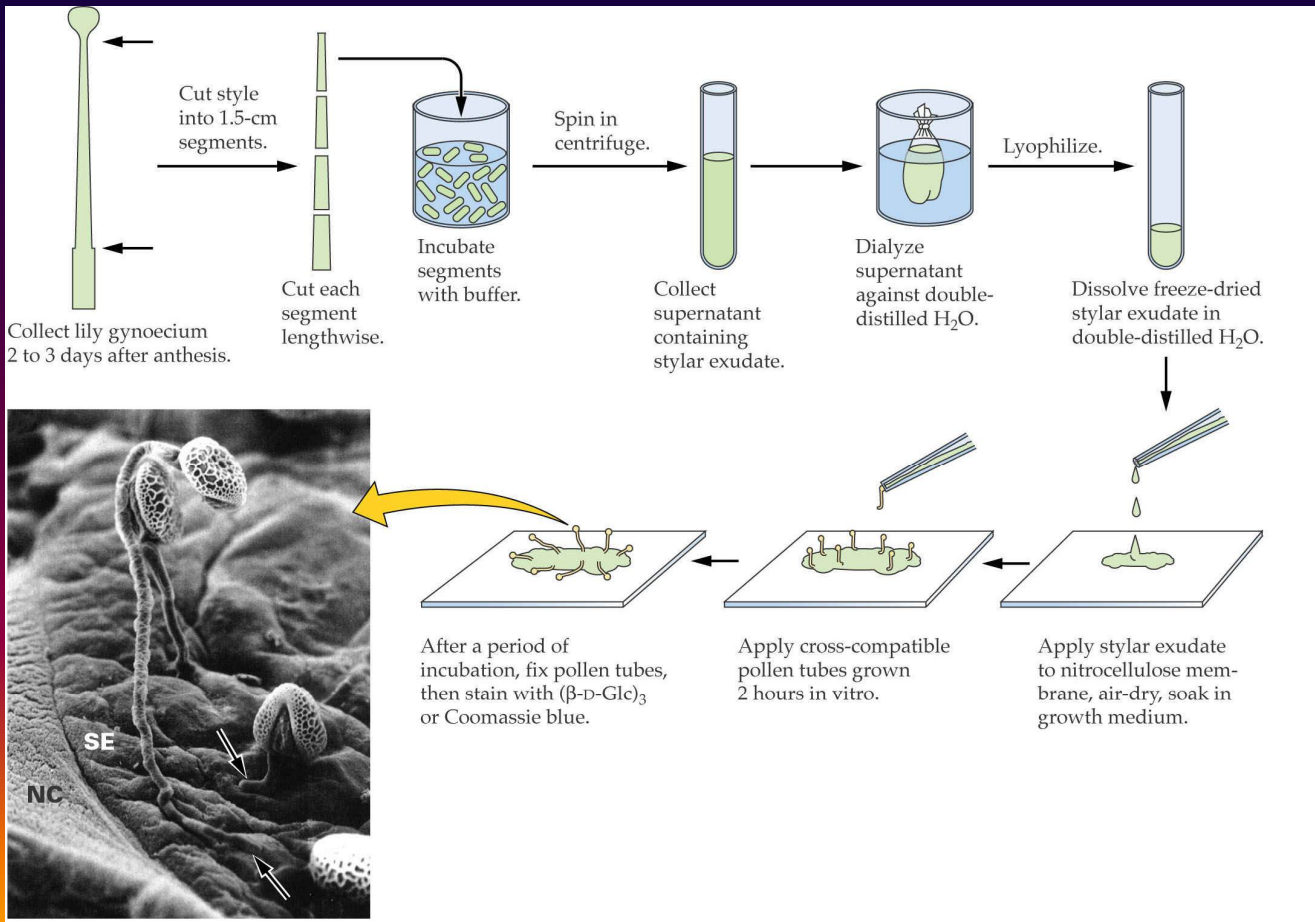 Cut style
into 1.5-cm
segments.
Spin in
centrifuge.
Lyophilize.
Collect lily gynoecium
2 to 3 days after anthesis.
Cut each
segment
lengthwise.
Incubate
segments
with buffer.
Collect
supernatant
containing
stylar exudate.
Dialyze
supernatant
against double-
distilled H₂O.
Dissolve freeze-dried
stylar exudate in
double-distilled H₂O.
SE
NC
After a period of
incubation, fix pollen tubes,
then stain with (β-D-Glc)₃
or Coomassie blue.
Apply cross-compatible
pollen tubes grown
2 hours in vitro.
Apply stylar exudate
to nitrocellulose mem-
brane, air-dry, soak in
growth medium.